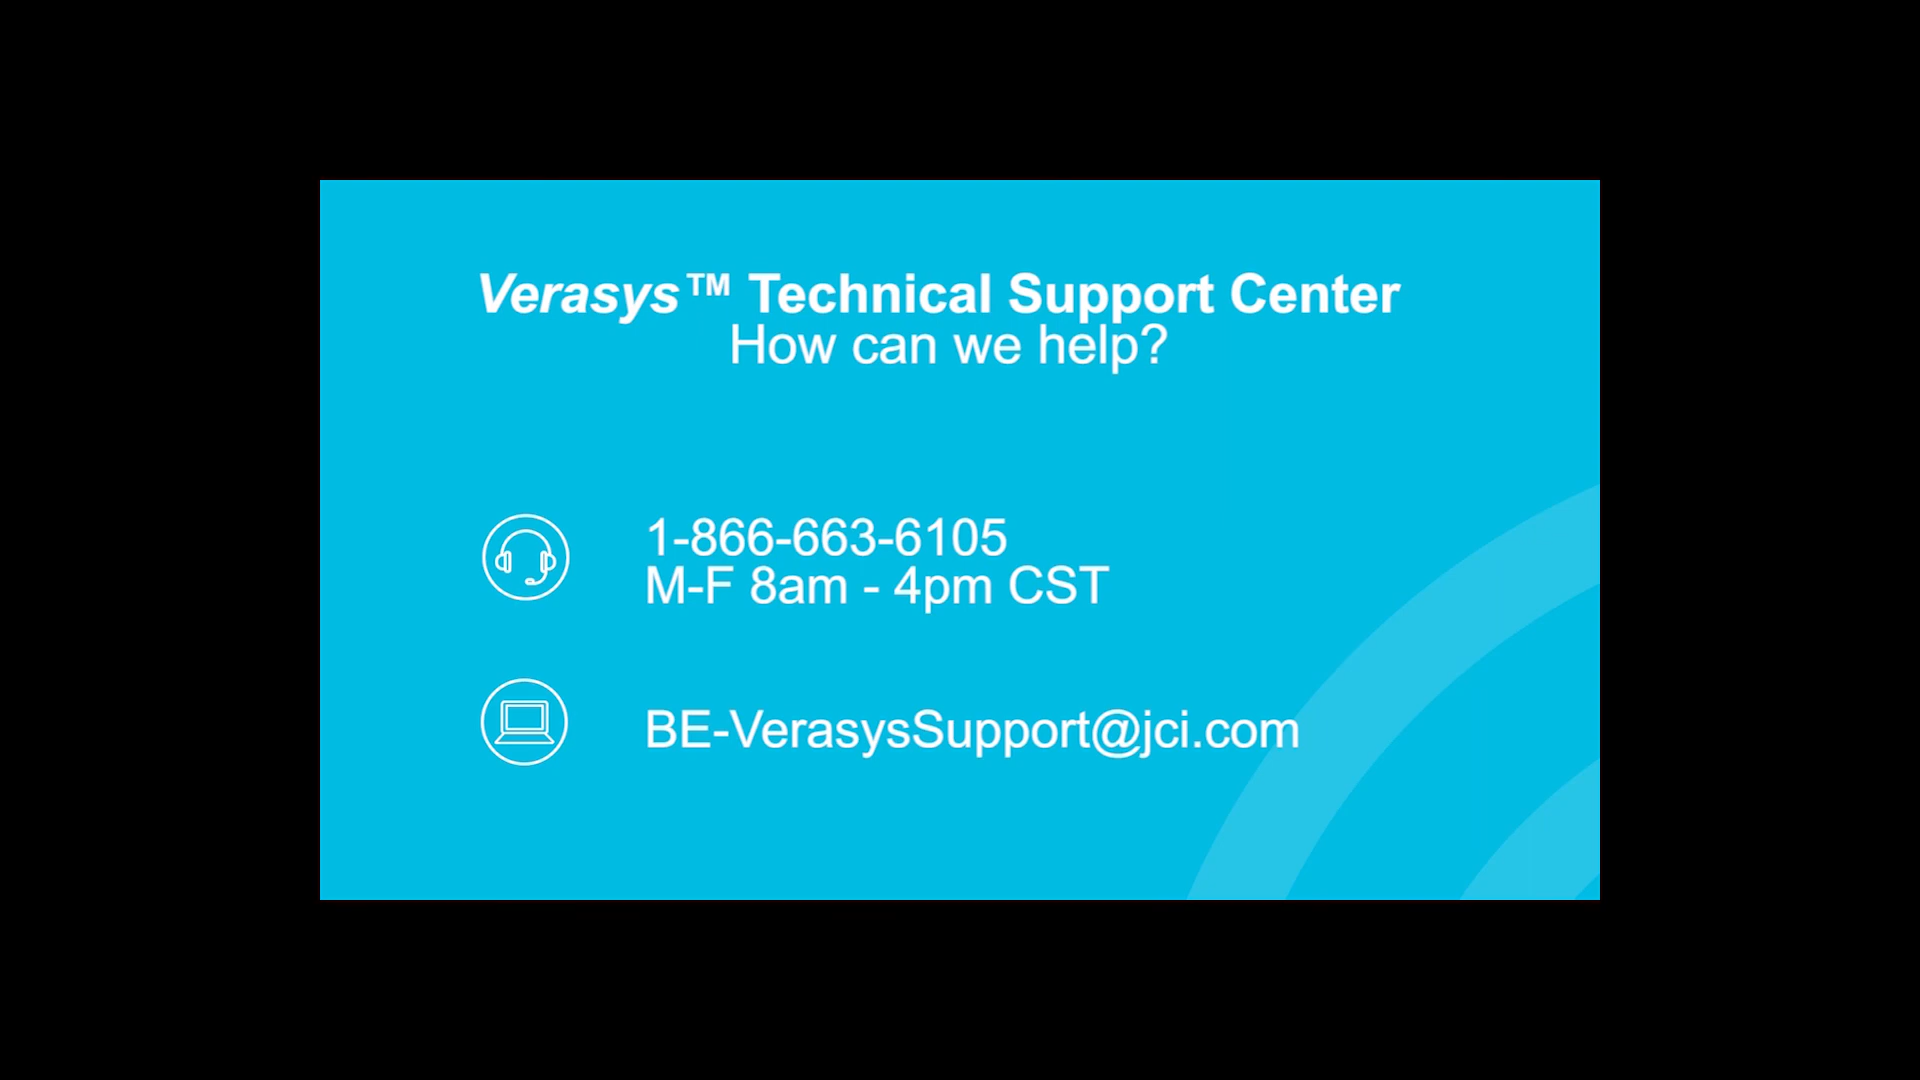 Verasys™ Technical Support Center
How can we help?
1-866-663-6105
M-F 8am - 4pm CST
BE-VerasysSupport@jci.com